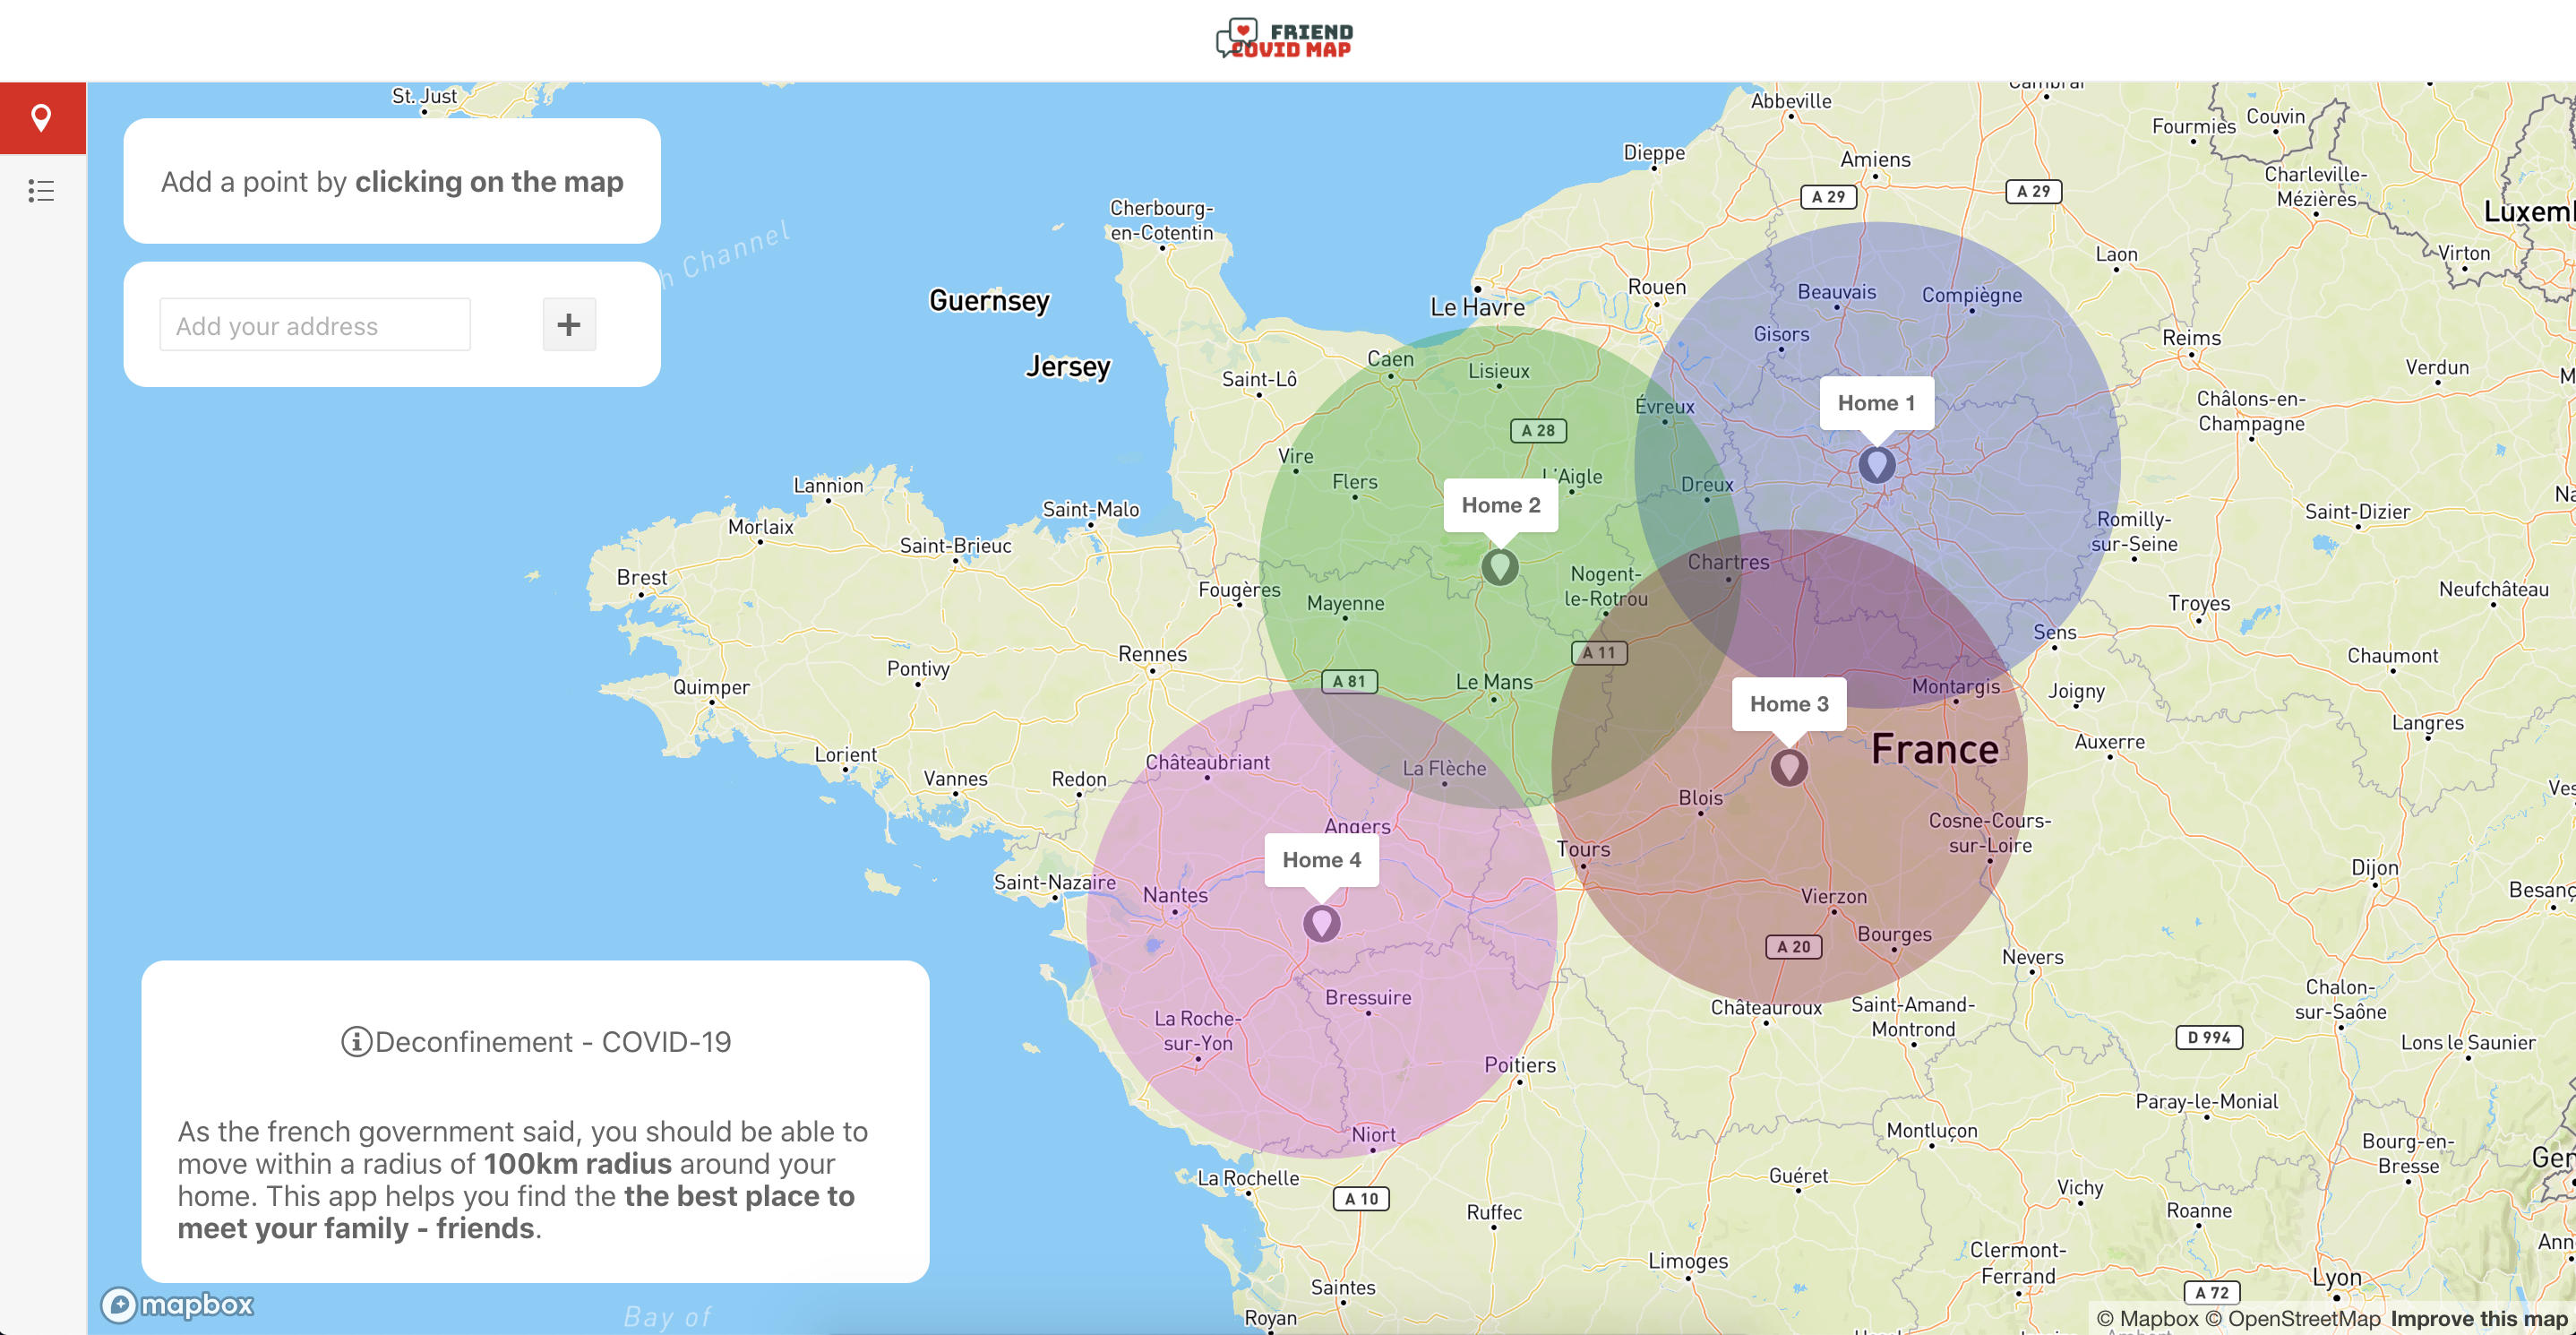 FRIEND
COVID MAP
Add a point by clicking on the map
Add your address
+
St. Just
h Channel
Guernsey
Jersey
Cherbourg-
en-Cotentin
Abbeville
Dieppe
Amiens
A 29
A 29
Fourmies
Couvin
Charleville-
Mézières
Virton
Laon
Le Havre
Rouen
Beauvais
Compiègne
Gisors
Reims
Verdun
Saint-Lô
Caen
Lisieux
Évreux
Home 1
Châlons-en-
Champagne
A 28
Vire
Flers
L'Aigle
Dreux
Home 2
Lannion
Morlaix
Saint-Malo
Saint-Brieuc
Romilly-
sur-Seine
Saint-Dizier
Brest
Fougères
Mayenne
Nogent-
le-Rotrou
Chartres
Troyes
Neufchâteau
Sens
Rennes
A 11
Pontivy
Quimper
A 81
Le Mans
Montargis
Joigny
Chaumont
Home 3
Langres
France
Auxerre
Lorient
Châteaubriant
La Flèche
Vannes
Redon
Blois
Angers
Cosne-Cours-
sur-Loire
Tours
Home 4
Dijon
Saint-Nazaire
Nantes
Vierzon
Bourges
A 20
Nevers
Bressuire
La Roche-
sur-Yon
Châteauroux
Saint-Amand-
Montrond
Chalon-
sur-Saône
D 994
Lons le Saunier
Poitiers
Paray-le-Monial
Niort
Montluçon
Bourg-en-
Bresse
La Rochelle
A 10
Guéret
Vichy
Ruffec
Roanne
Limoges
Clermont-
Ferrand
Saintes
Lyon
A 72
Royan
Bay of
Deconfinement - COVID-19
As the french government said, you should be able to
move within a radius of 100km radius around your
home. This app helps you find the the best place to
meet your family - friends.
mapbox
© Mapbox © OpenStreetMap Improve this map